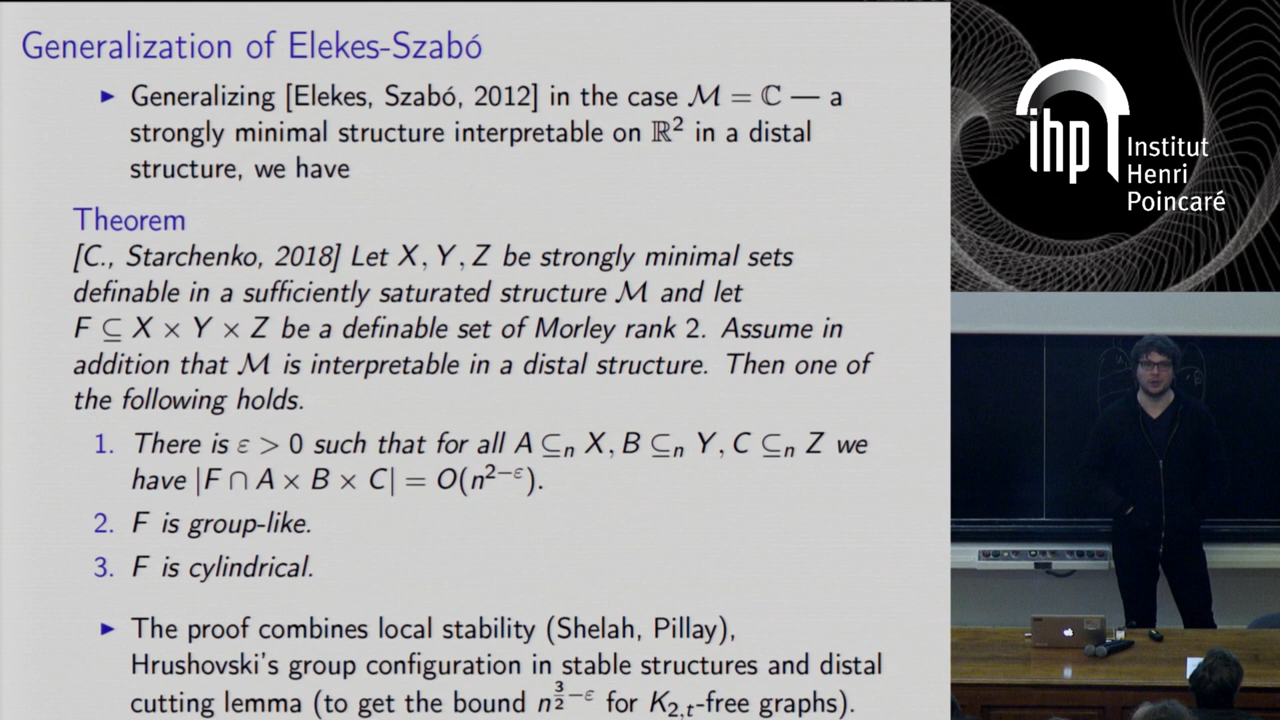 Generalization of Elekes-Szabó
▶ Generalizing [Elekes, Szabó, 2012] in the case ℳ = ℂ — a
strongly minimal structure interpretable on ℝ² in a distal
structure, we have
Theorem
[C., Starchenko, 2018] Let X, Y, Z be strongly minimal sets
definable in a sufficiently saturated structure ℳ and let
F ⊆ X × Y × Z be a definable set of Morley rank 2. Assume in
addition that ℳ is interpretable in a distal structure. Then one of
the following holds.
1. There is ε > 0 such that for all A ⊆ₙ X, B ⊆ₙ Y, C ⊆ₙ Z we
have |F ∩ A × B × C| = O(n^{2−ε}).
2. F is group-like.
3. F is cylindrical.
▶ The proof combines local stability (Shelah, Pillay),
Hrushovski's group configuration in stable structures and distal
cutting lemma (to get the bound n^{3/2−ε} for K_{2,t}-free graphs).
ihp
Institut
Henri
Poincaré